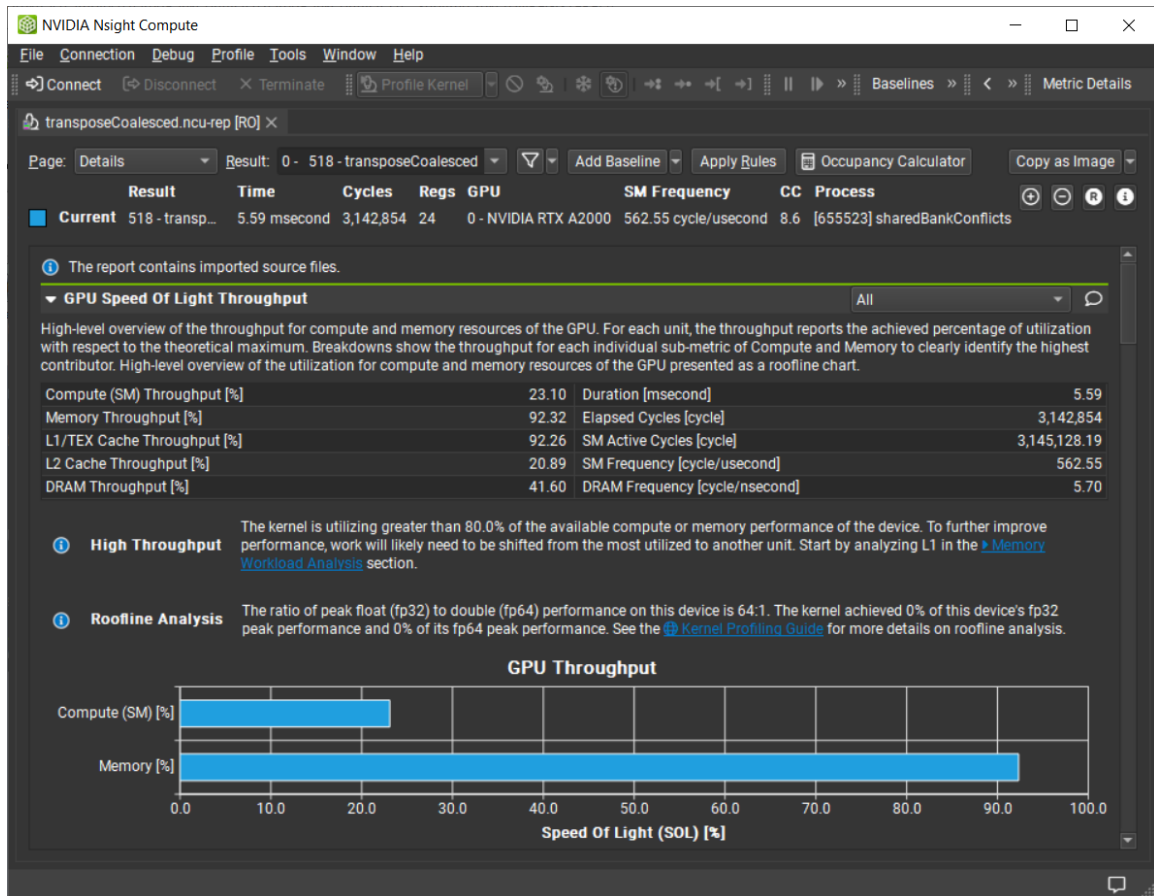 NVIDIA Nsight Compute
File Connection Debug Profile Tools Window Help
Connect Disconnect Terminate Profile Kernel Baselines Metric Details
transposeCoalesced.ncu-rep [RO]
Page: Details Result: 0 - 518 - transposeCoalesced Add Baseline Apply Rules Occupancy Calculator Copy as Image
Result Time Cycles Regs GPU SM Frequency CC Process
Current 518 - transp... 5.59 msecond 3,142,854 24 0 - NVIDIA RTX A2000 562.55 cycle/usecond 8.6 [655523] sharedBankConflicts
The report contains imported source files.
GPU Speed Of Light Throughput All
High-level overview of the throughput for compute and memory resources of the GPU. For each unit, the throughput reports the achieved percentage of utilization
with respect to the theoretical maximum. Breakdowns show the throughput for each individual sub-metric of Compute and Memory to clearly identify the highest
contributor. High-level overview of the utilization for compute and memory resources of the GPU presented as a roofline chart.
Compute (SM) Throughput [%] 23.10 Duration [msecond] 5.59
Memory Throughput [%] 92.32 Elapsed Cycles [cycle] 3,142,854
L1/TEX Cache Throughput [%] 92.26 SM Active Cycles [cycle] 3,145,128.19
L2 Cache Throughput [%] 20.89 SM Frequency [cycle/usecond] 562.55
DRAM Throughput [%] 41.60 DRAM Frequency [cycle/nsecond] 5.70
High Throughput
The kernel is utilizing greater than 80.0% of the available compute or memory performance of the device. To further improve
performance, work will likely need to be shifted from the most utilized to another unit. Start by analyzing L1 in the Memory
Workload Analysis section.
Roofline Analysis
The ratio of peak float (fp32) to double (fp64) performance on this device is 64:1. The kernel achieved 0% of this device's fp32
peak performance and 0% of its fp64 peak performance. See the Kernel Profiling Guide for more details on roofline analysis.
GPU Throughput
Compute (SM) [%]
Memory [%]
0.0 10.0 20.0 30.0 40.0 50.0 60.0 70.0 80.0 90.0 100.0
Speed Of Light (SOL) [%]